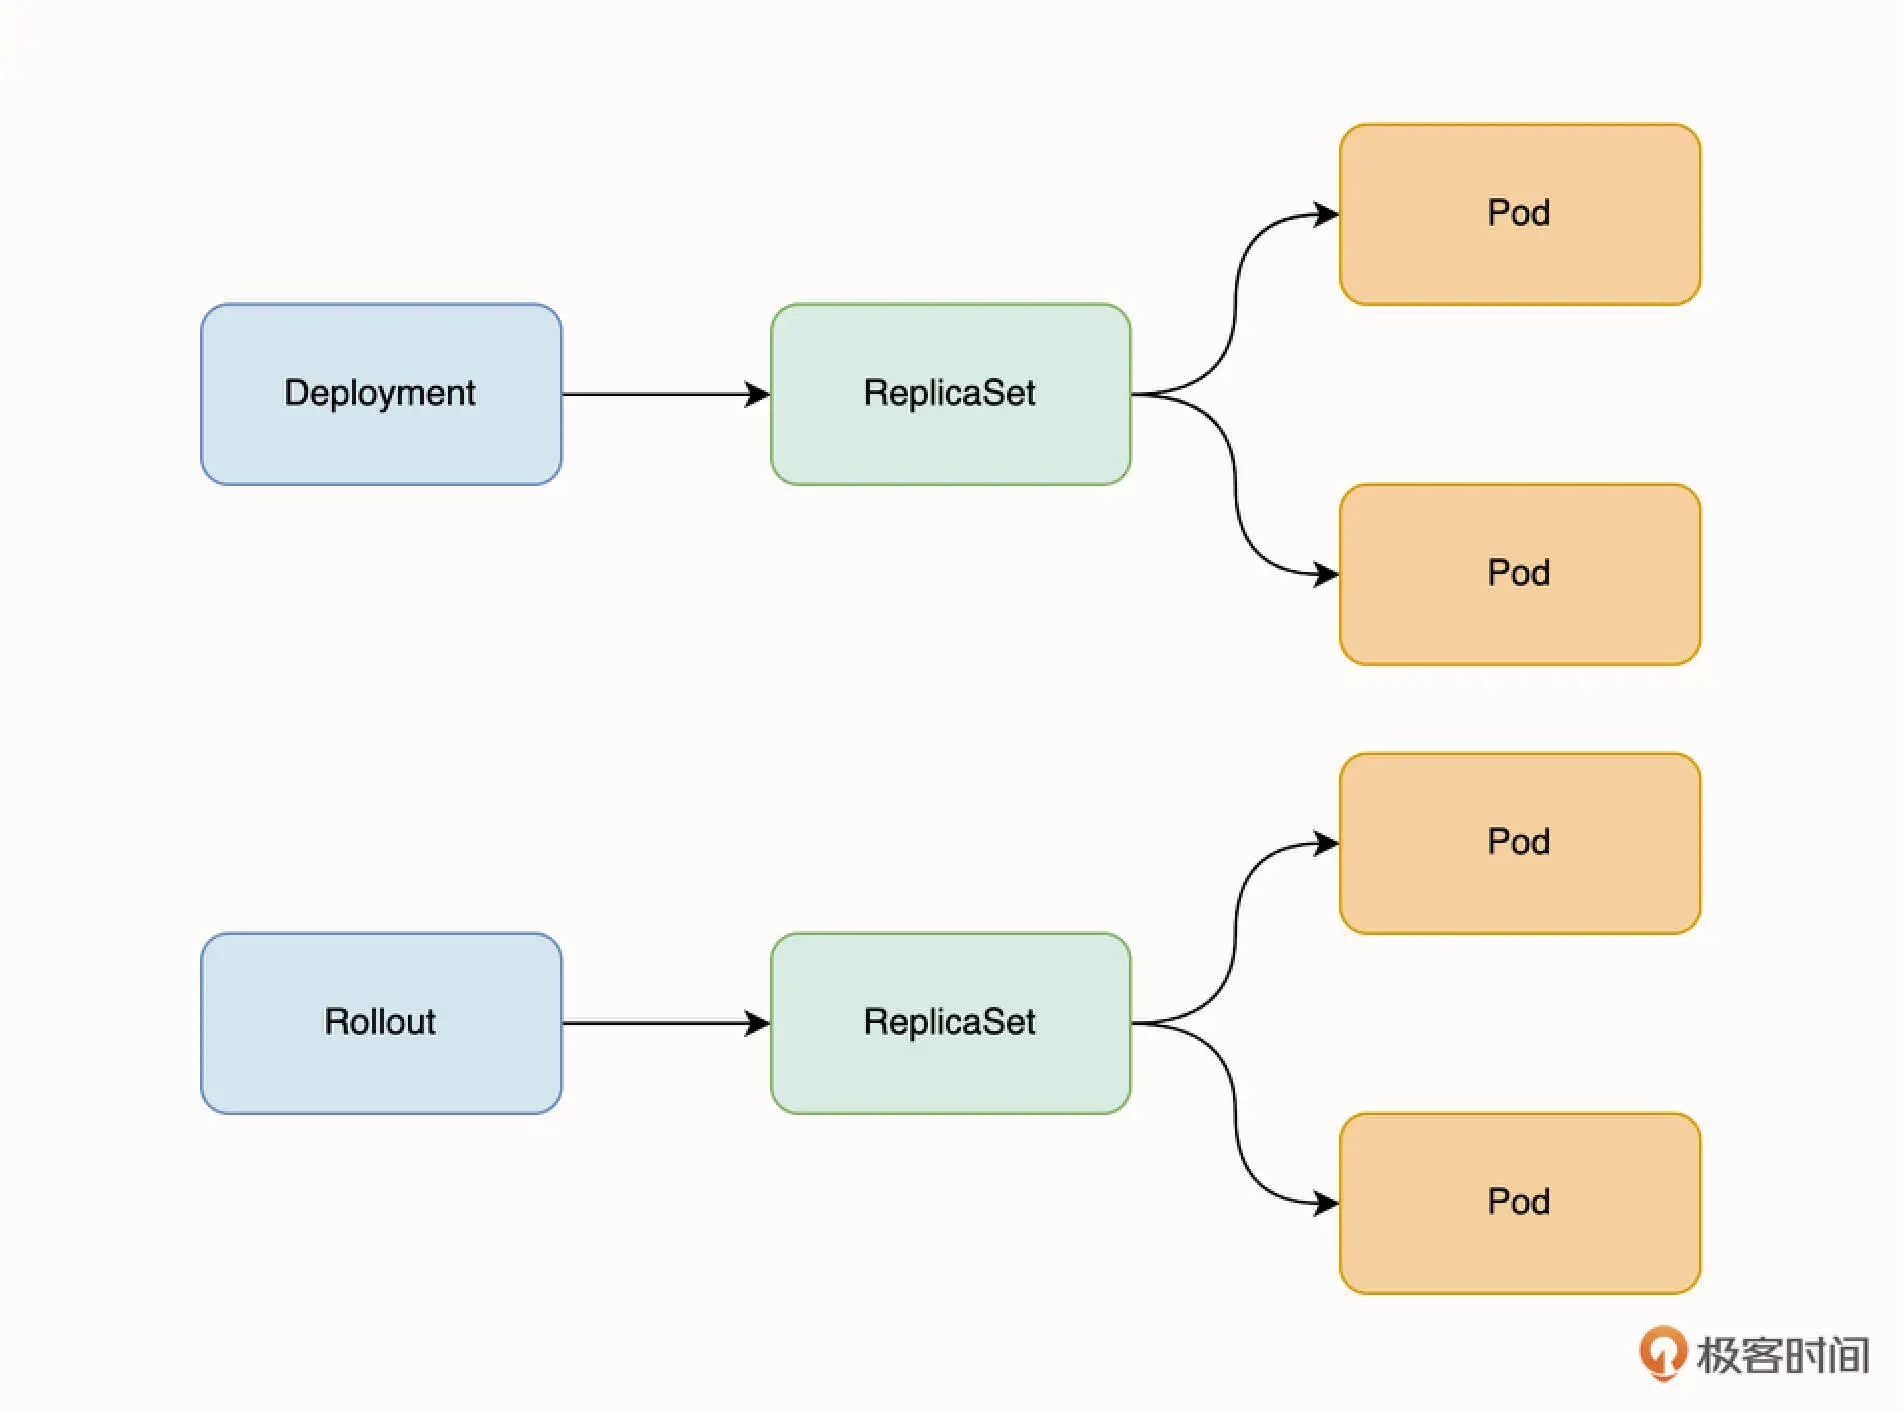 Pod
Deployment
ReplicaSet
Pod
Pod
Rollout
ReplicaSet
Pod
极客时间